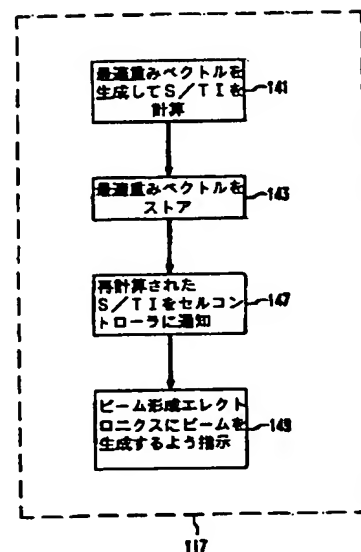 最適重みベクトルを
生成してS/TIを
計算
141
最適重みベクトルを
ストア
143
再計算された
S/TIをセルコン
トローラに通知
147
ビーム形成エレクト
ロニクスにビームを
生成するよう指示
149
117